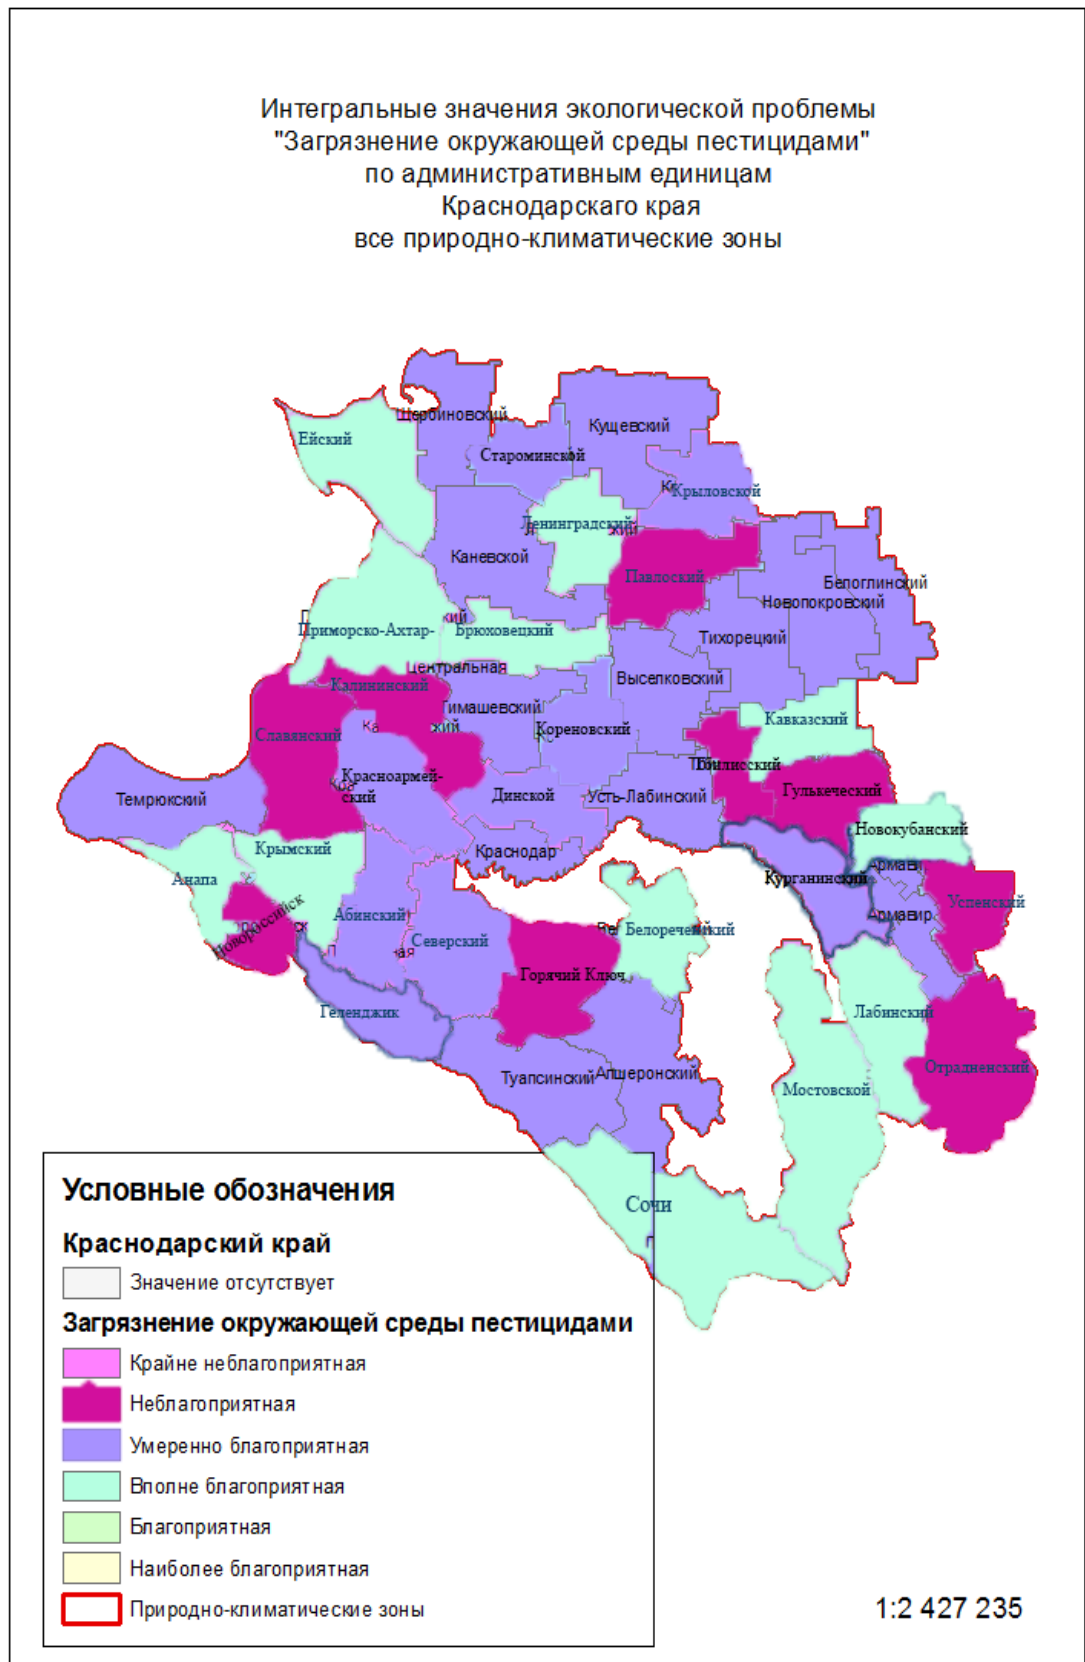 Интегральные значения экологической проблемы
"Загрязнение окружающей среды пестицидами"
по административным единицам
Краснодарскаго края
все природно-климатические зоны
Щербиновский
Кущевский
Ейский
Староминской
Крыловской
Ленинградский
Каневской
Павлоский
Белоглинский
Новопокровский
Приморско-Ахтар-
Брюховецкий
Тихорецкий
Центральная
Выселковский
Калининский
Тимашевский
Кавказский
Славянский
Кореновский
Тбилисский
Красноармей-
ский
Гулькеческий
Темрюкский
Динской
Усть-Лабинский
Новокубанский
Крымский
Краснодар
Анапа
Курганинский
Армавир
Успенский
Новороссийск
Абинский
Армавир
Северский
Белореченский
Горячий Ключ
Геленджик
Лабинский
Отрадненский
Туапсинский
Апшеронский
Мостовской
Сочи
Условные обозначения
Краснодарский край
Значение отсутствует
Загрязнение окружающей среды пестицидами
Крайне неблагоприятная
Неблагоприятная
Умеренно благоприятная
Вполне благоприятная
Благоприятная
Наиболее благоприятная
Природно-климатические зоны
1:2 427 235